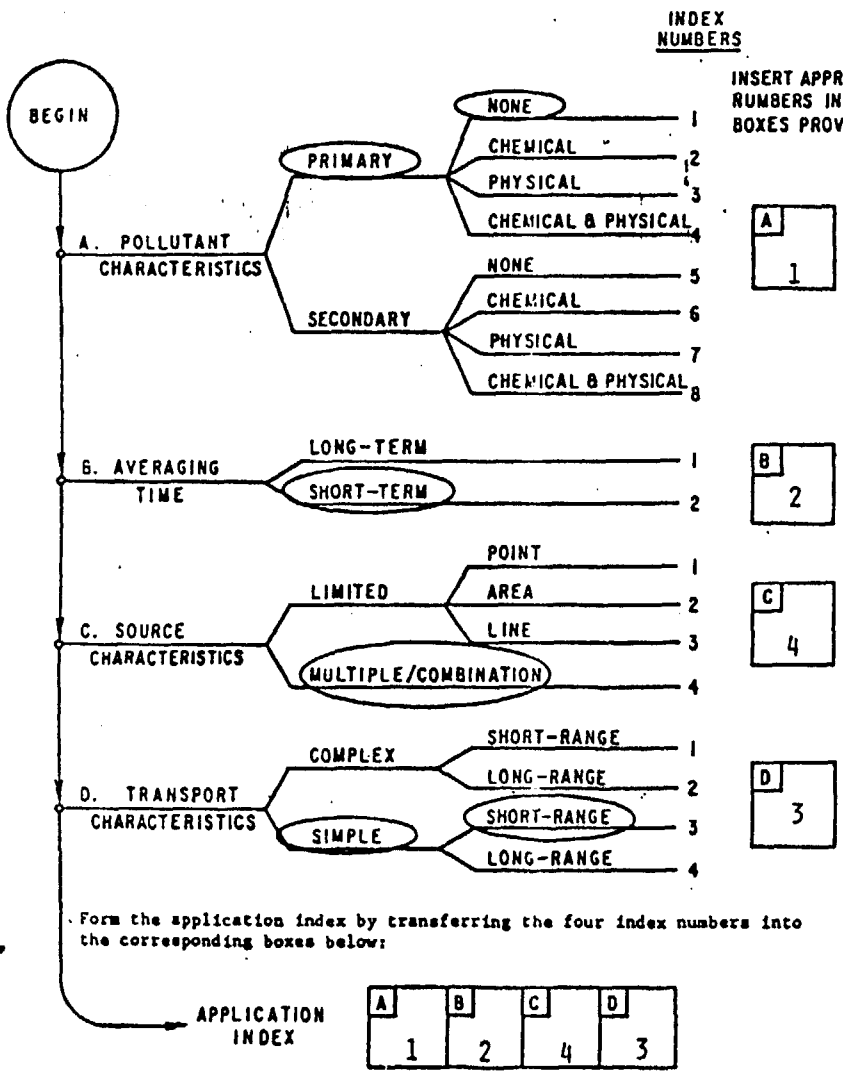 INDEX
NUMBERS
INSERT APPR
NUMBERS IN
BOXES PROV
BEGIN
NONE 1
PRIMARY
CHEMICAL 2
PHYSICAL 3
CHEMICAL & PHYSICAL 4
A. POLLUTANT
CHARACTERISTICS
A
1
NONE 5
SECONDARY
CHEMICAL 6
PHYSICAL 7
CHEMICAL & PHYSICAL 8
B. AVERAGING
TIME
LONG-TERM 1
SHORT-TERM 2
B
2
POINT 1
LIMITED
AREA 2
LINE 3
C. SOURCE
CHARACTERISTICS
MULTIPLE/COMBINATION 4
C
4
SHORT-RANGE 1
COMPLEX
LONG-RANGE 2
D. TRANSPORT
CHARACTERISTICS
SHORT-RANGE 3
SIMPLE
LONG-RANGE 4
D
3
Form the application index by transferring the four index numbers into
the corresponding boxes below:
APPLICATION
INDEX
A B C D
1 2 4 3